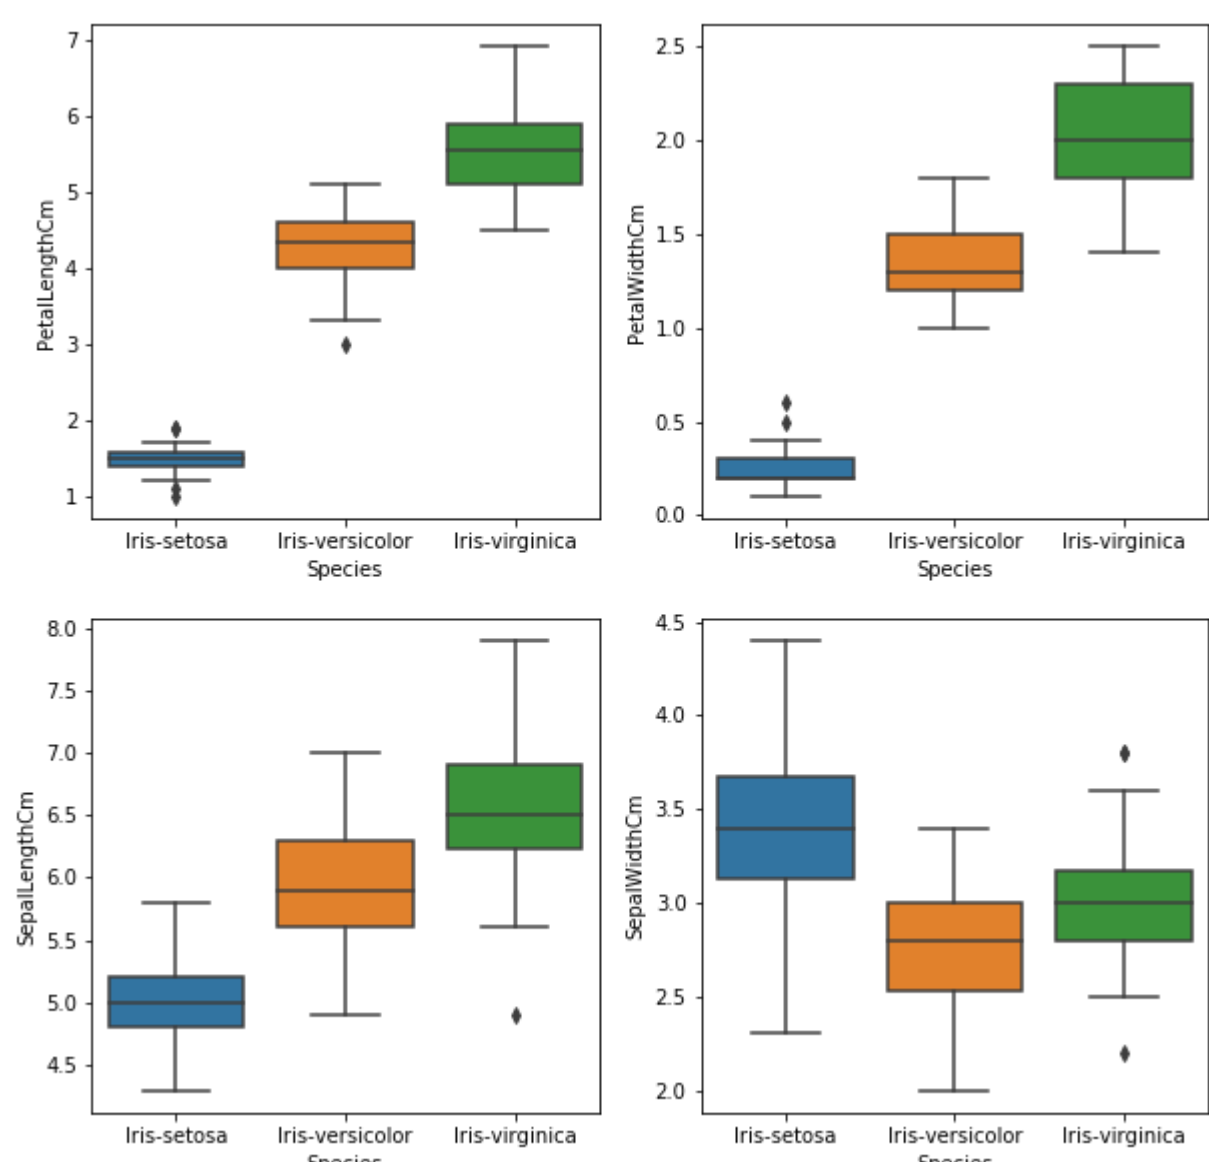 7
6
5
4
3
2
1
PetalLengthCm
Iris-setosa Iris-versicolor Iris-virginica
Species
2.5
2.0
1.5
1.0
0.5
0.0
PetalWidthCm
Iris-setosa Iris-versicolor Iris-virginica
Species
8.0
7.5
7.0
6.5
6.0
5.5
5.0
4.5
SepalLengthCm
Iris-setosa Iris-versicolor Iris-virginica
Species
4.5
4.0
3.5
3.0
2.5
2.0
SepalWidthCm
Iris-setosa Iris-versicolor Iris-virginica
Species